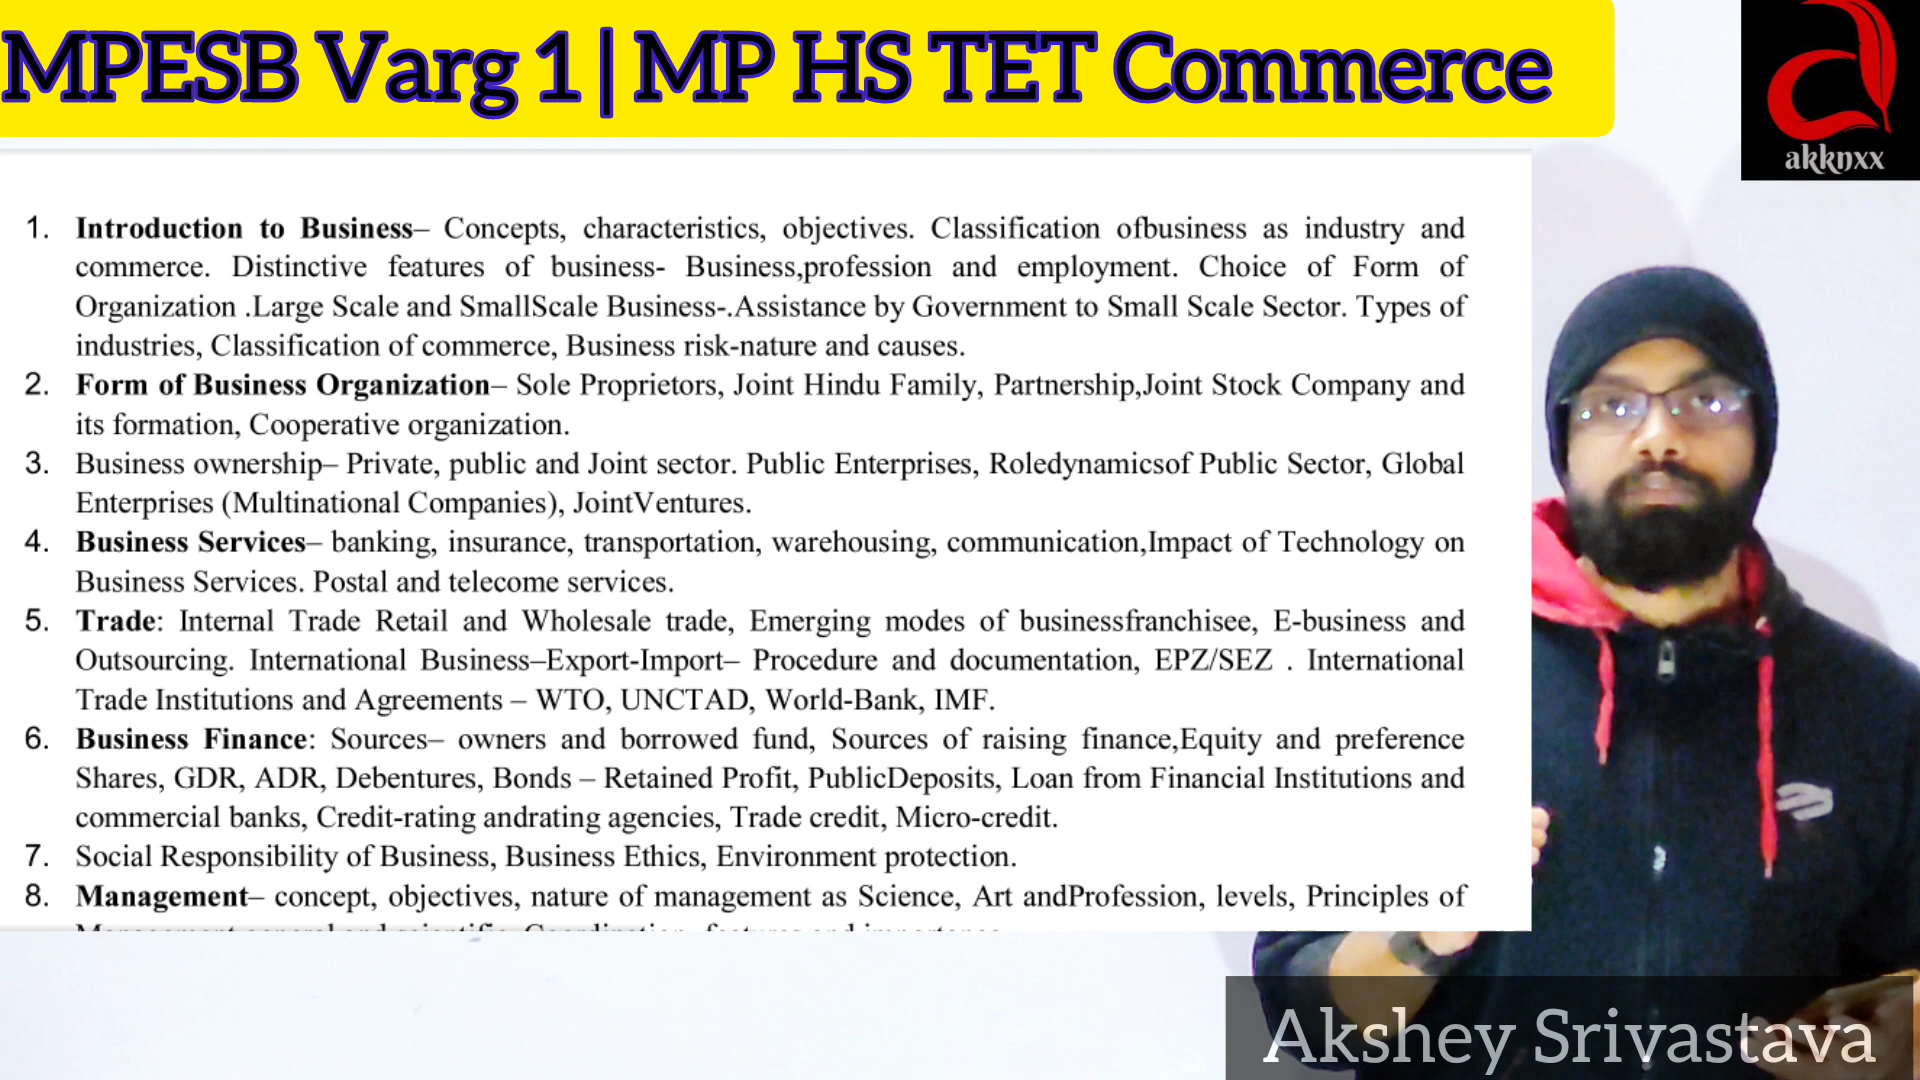 MPESB Varg 1| MP HS TET Commerce
akknxx
1. Introduction to Business– Concepts, characteristics, objectives. Classification ofbusiness as industry and
commerce. Distinctive features of business- Business,profession and employment. Choice of Form of
Organization .Large Scale and SmallScale Business-.Assistance by Government to Small Scale Sector. Types of
industries, Classification of commerce, Business risk-nature and causes.
2. Form of Business Organization– Sole Proprietors, Joint Hindu Family, Partnership,Joint Stock Company and
its formation, Cooperative organization.
3. Business ownership– Private, public and Joint sector. Public Enterprises, Roledynamicsof Public Sector, Global
Enterprises (Multinational Companies), JointVentures.
4. Business Services– banking, insurance, transportation, warehousing, communication,Impact of Technology on
Business Services. Postal and telecome services.
5. Trade: Internal Trade Retail and Wholesale trade, Emerging modes of businessfranchisee, E-business and
Outsourcing. International Business–Export-Import– Procedure and documentation, EPZ/SEZ . International
Trade Institutions and Agreements – WTO, UNCTAD, World-Bank, IMF.
6. Business Finance: Sources– owners and borrowed fund, Sources of raising finance,Equity and preference
Shares, GDR, ADR, Debentures, Bonds – Retained Profit, PublicDeposits, Loan from Financial Institutions and
commercial banks, Credit-rating andrating agencies, Trade credit, Micro-credit.
7. Social Responsibility of Business, Business Ethics, Environment protection.
8. Management– concept, objectives, nature of management as Science, Art andProfession, levels, Principles of
Akshey Srivastava